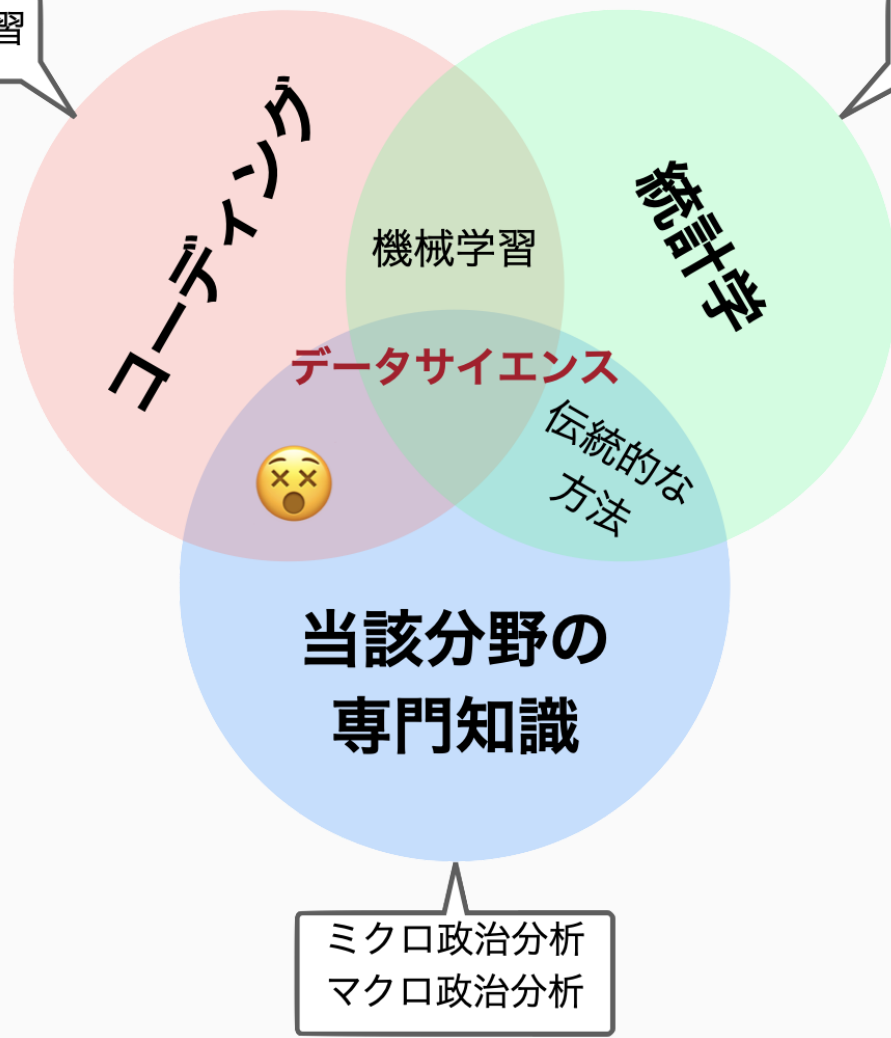 習
コーディング
統計学
機械学習
データサイエンス
伝統的な
方法
当該分野の
専門知識
ミクロ政治分析
マクロ政治分析